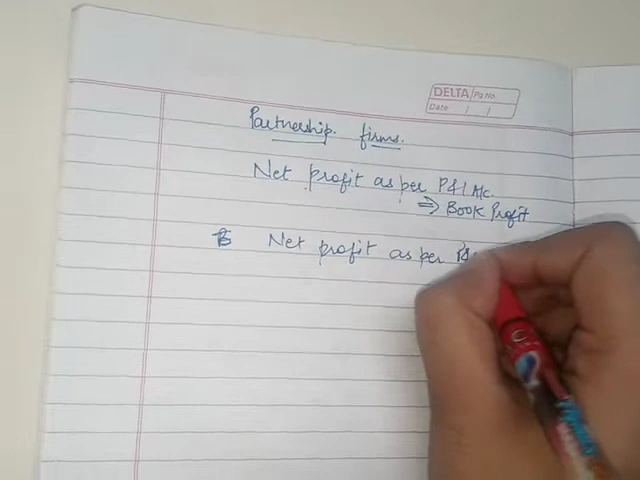 DELTA Pg No.
Date / /
Partnership firms.
Net profit as per P&l A/c.
⇒ Book Profit
Net profit as per